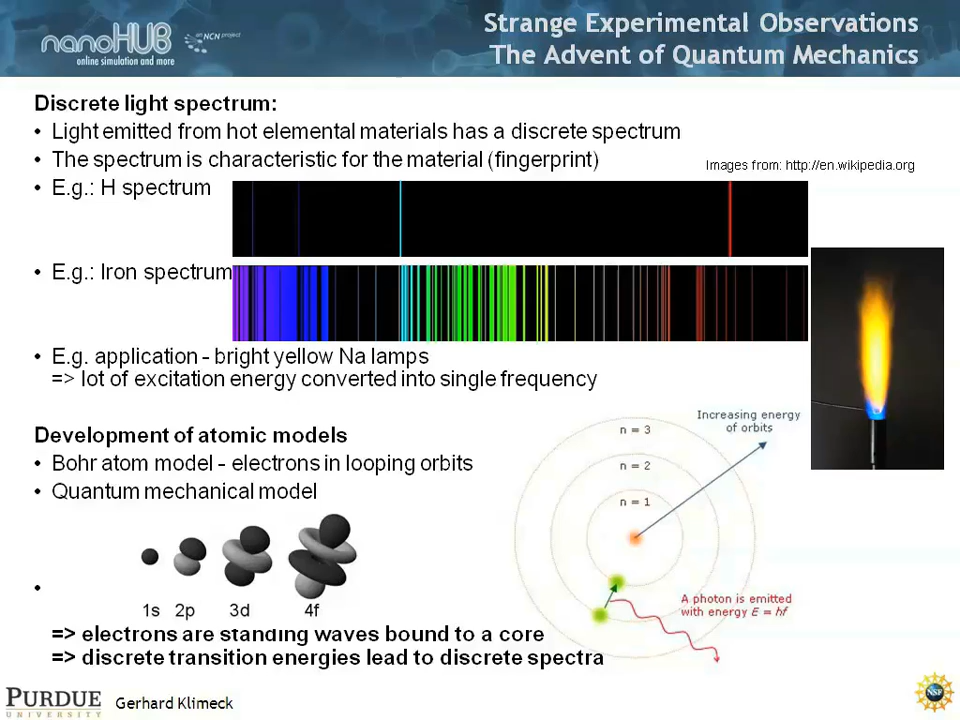 nanoHUB
an NCN project
online simulation and more
Strange Experimental Observations
The Advent of Quantum Mechanics
Discrete light spectrum:
• Light emitted from hot elemental materials has a discrete spectrum
• The spectrum is characteristic for the material (fingerprint)
Images from: http://en.wikipedia.org
• E.g.: H spectrum
• E.g.: Iron spectrum
• E.g. application - bright yellow Na lamps
=> lot of excitation energy converted into single frequency
Development of atomic models
• Bohr atom model - electrons in looping orbits
• Quantum mechanical model
Increasing energy
of orbits
n = 3
n = 2
n = 1
A photon is emitted
with energy E = hf
1s 2p 3d 4f
•
=> electrons are standing waves bound to a core
=> discrete transition energies lead to discrete spectra
PURDUE
UNIVERSITY
Gerhard Klimeck
NSF